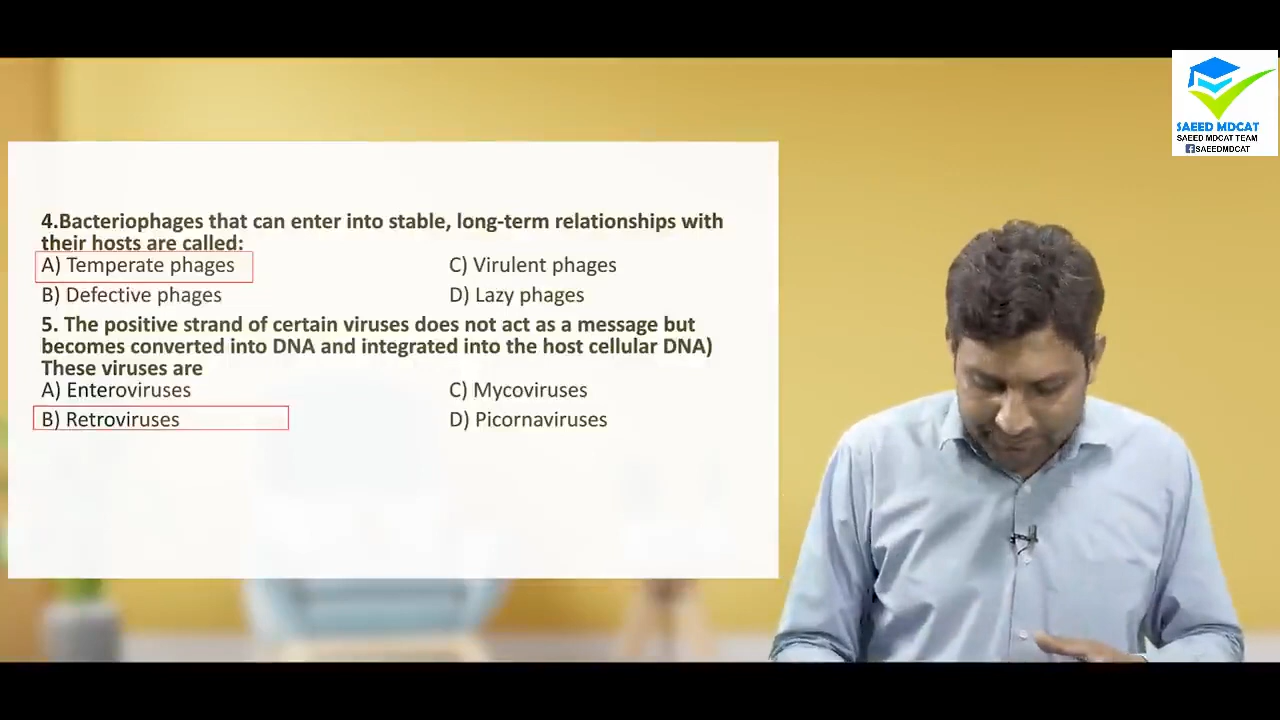 SAEED MDCAT
SAEED MDCAT TEAM
SAEEDMDCAT
4.Bacteriophages that can enter into stable, long-term relationships with
their hosts are called:
A) Temperate phages C) Virulent phages
B) Defective phages D) Lazy phages
5. The positive strand of certain viruses does not act as a message but
becomes converted into DNA and integrated into the host cellular DNA)
These viruses are
A) Enteroviruses C) Mycoviruses
B) Retroviruses D) Picornaviruses